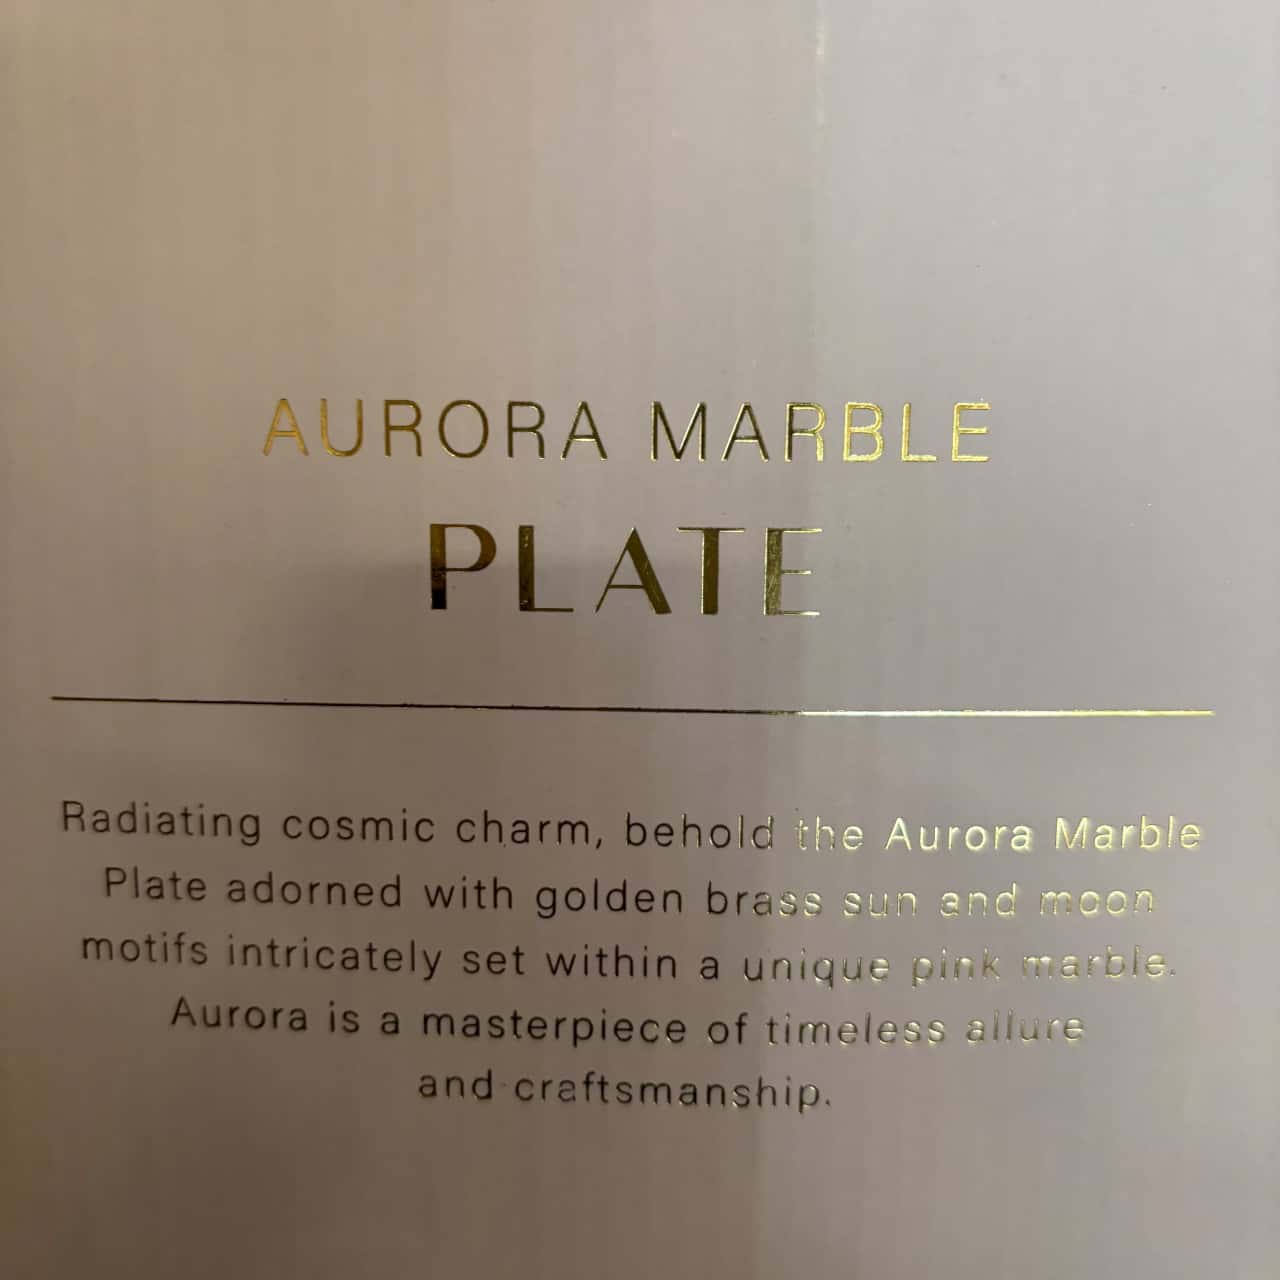 AURORA MARBLE
PLATE
Radiating cosmic charm, behold the Aurora Marble
Plate adorned with golden brass sun and moon
motifs intricately set within a unique pink marble.
Aurora is a masterpiece of timeless allure
and craftsmanship.